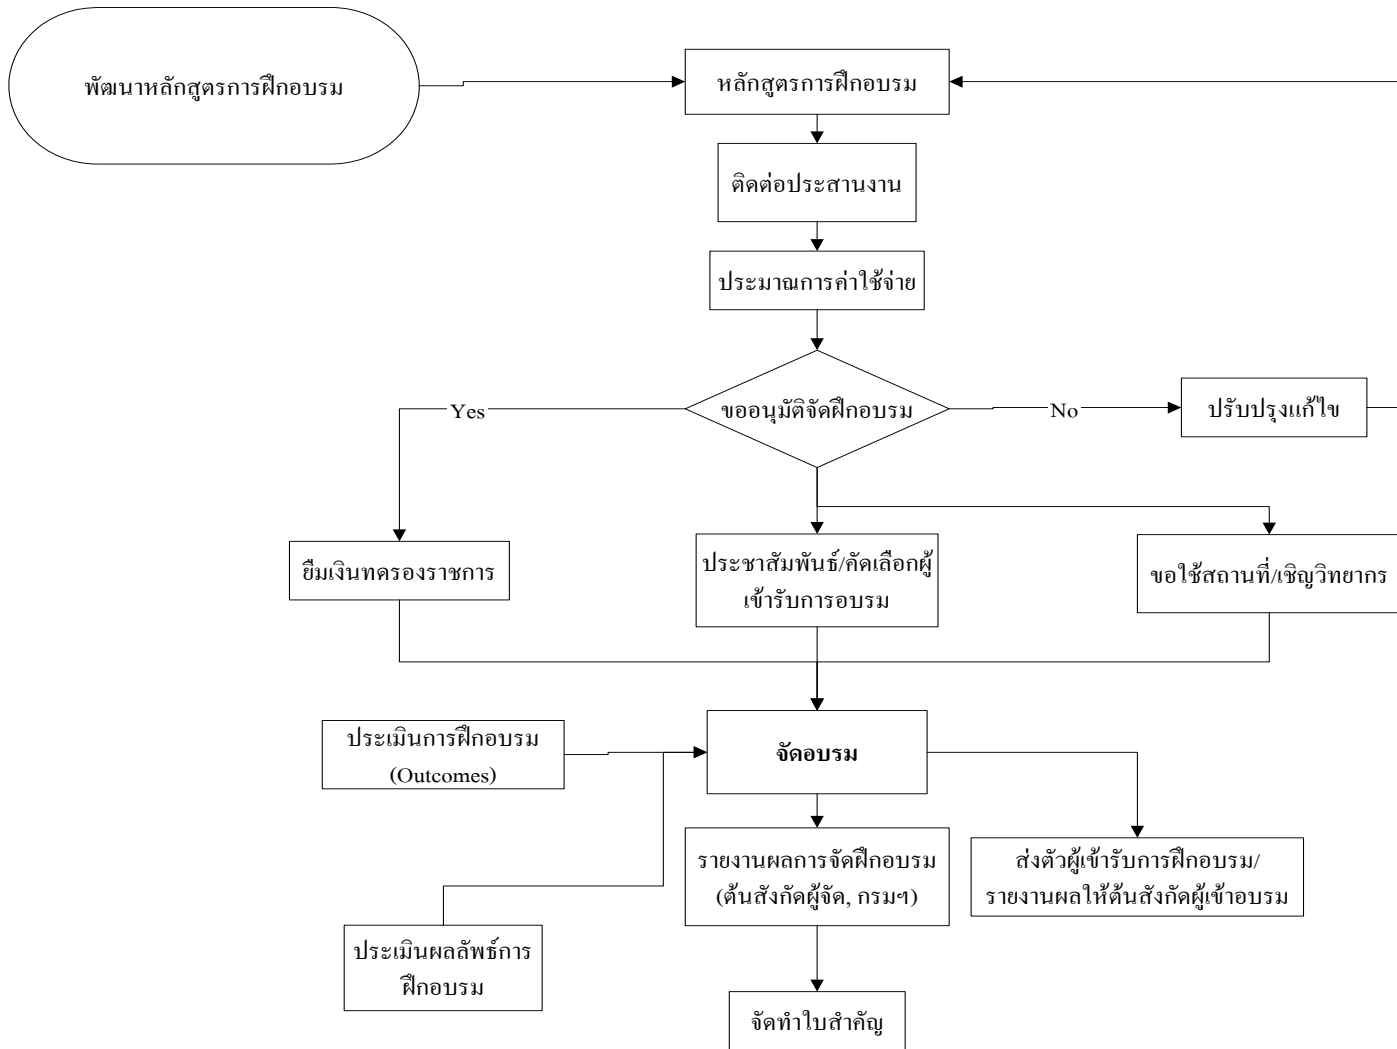 พัฒนาหลักสูตรการฝึกอบรม
หลักสูตรการฝึกอบรม
ติดต่อประสานงาน
ประมาณการค่าใช้จ่าย
Yes
ขออนุมัติจัดฝึกอบรม
No
ปรับปรุงแก้ไข
ยืมเงินทดรองราชการ
ประชาสัมพันธ์/คัดเลือกผู้
เข้ารับการอบรม
ขอใช้สถานที่/เชิญวิทยากร
ประเมินการฝึกอบรม
(Outcomes)
จัดอบรม
รายงานผลการจัดฝึกอบรม
(ต้นสังกัดผู้จัด, กรมฯ)
ส่งตัวผู้เข้ารับการฝึกอบรม/
รายงานผลให้ต้นสังกัดผู้เข้าอบรม
ประเมินผลลัพธ์การ
ฝึกอบรม
จัดทำใบสำคัญ